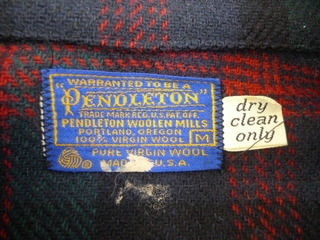 "WARRANTED TO BE A
PENDLETON"
TRADE MARK REG. U.S. PAT. OFF.
PENDLETON WOOLEN MILLS
PORTLAND, OREGON
100% VIRGIN WOOL M
PURE VIRGIN WOOL
MADE U.S.A.
dry
clean
only